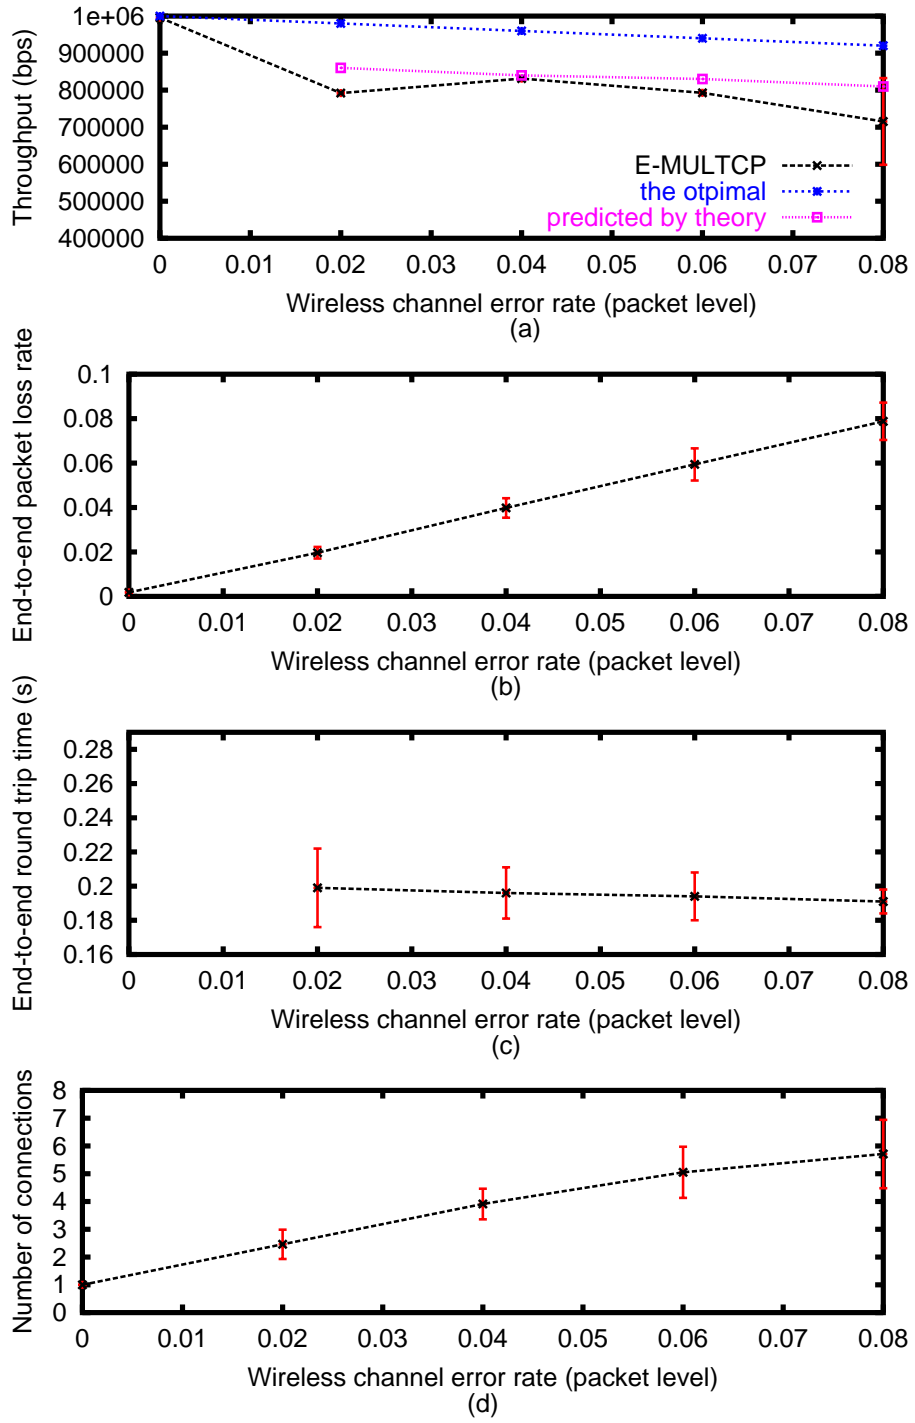 Throughput (bps)
1e+06
900000
800000
700000
600000
500000
400000
E-MULTCP
the otpimal
predicted by theory
0 0.01 0.02 0.03 0.04 0.05 0.06 0.07 0.08
Wireless channel error rate (packet level)
(a)
End-to-end packet loss rate
0.1
0.08
0.06
0.04
0.02
0
0 0.01 0.02 0.03 0.04 0.05 0.06 0.07 0.08
Wireless channel error rate (packet level)
(b)
End-to-end round trip time (s)
0.28
0.26
0.24
0.22
0.2
0.18
0.16
0 0.01 0.02 0.03 0.04 0.05 0.06 0.07 0.08
Wireless channel error rate (packet level)
(c)
Number of connections
8
7
6
5
4
3
2
1
0
0 0.01 0.02 0.03 0.04 0.05 0.06 0.07 0.08
Wireless channel error rate (packet level)
(d)